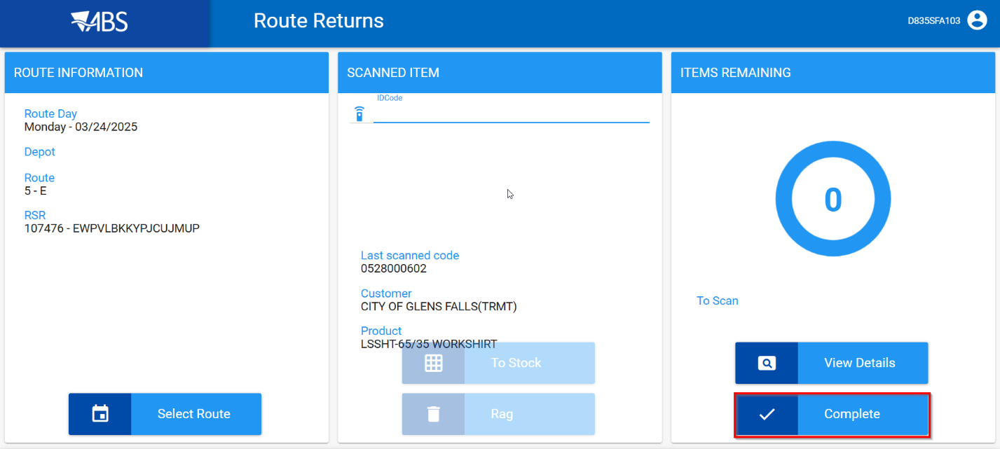 ABS
Route Returns
D835SFA103
ROUTE INFORMATION
Route Day
Monday - 03/24/2025
Depot
Route
5 - E
RSR
107476 - EWPVLBKKYPJCUJMUP
Select Route
SCANNED ITEM
IDCode
Last scanned code
0528000602
Customer
CITY OF GLENS FALLS(TRMT)
Product
LSSHT-65/35 WORKSHIRT
To Stock
Rag
ITEMS REMAINING
0
To Scan
View Details
Complete